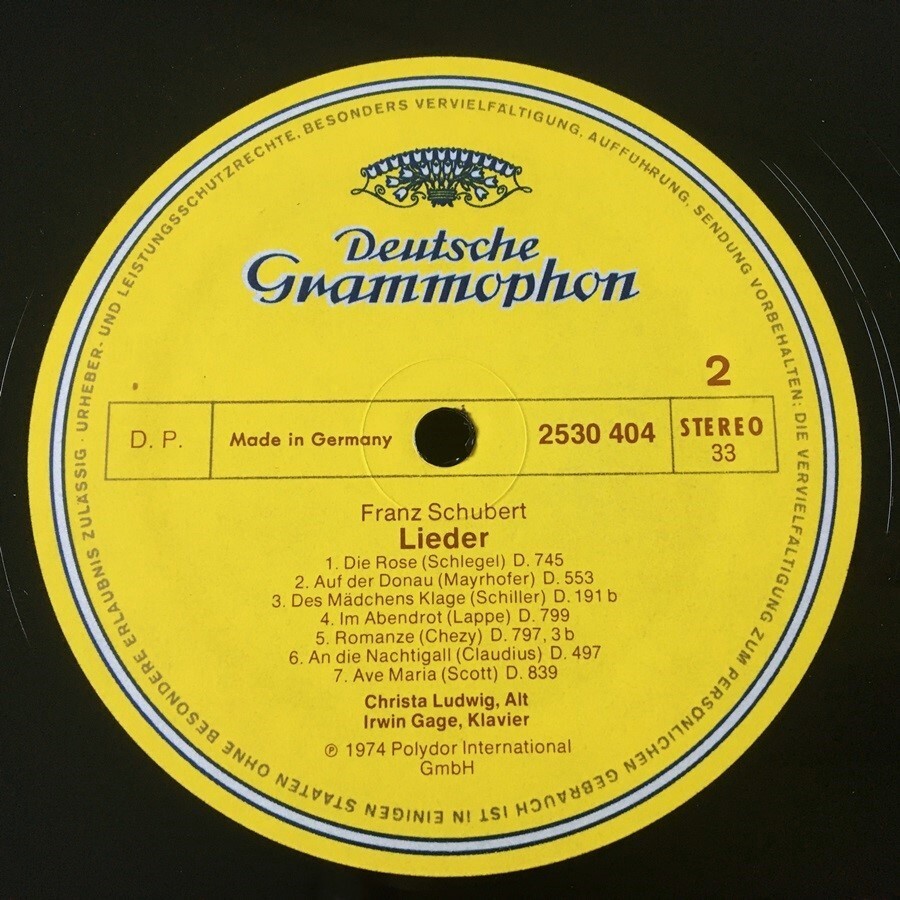 URHEBER- UND LEISTUNGSSCHUTZRECHTE, BESONDERS VERVIELFÄLTIGUNG, AUFFÜHRUNG, SENDUNG VORBEHALTEN; DIE VERVIELFÄLTIGUNG ZUM PERSÖNLICHEN GEBRAUCH IST IN EINIGEN STAATEN OHNE BESONDERE ERLAUBNIS ZULÄSSIG ·
Deutsche
Grammophon
2
D. P. Made in Germany 2530 404 STEREO
33
Franz Schubert
Lieder
1. Die Rose (Schlegel) D. 745
2. Auf der Donau (Mayrhofer) D. 553
3. Des Mädchens Klage (Schiller) D. 191 b
4. Im Abendrot (Lappe) D. 799
5. Romanze (Chezy) D. 797, 3 b
6. An die Nachtigall (Claudius) D. 497
7. Ave Maria (Scott) D. 839
Christa Ludwig, Alt
Irwin Gage, Klavier
℗ 1974 Polydor International
GmbH